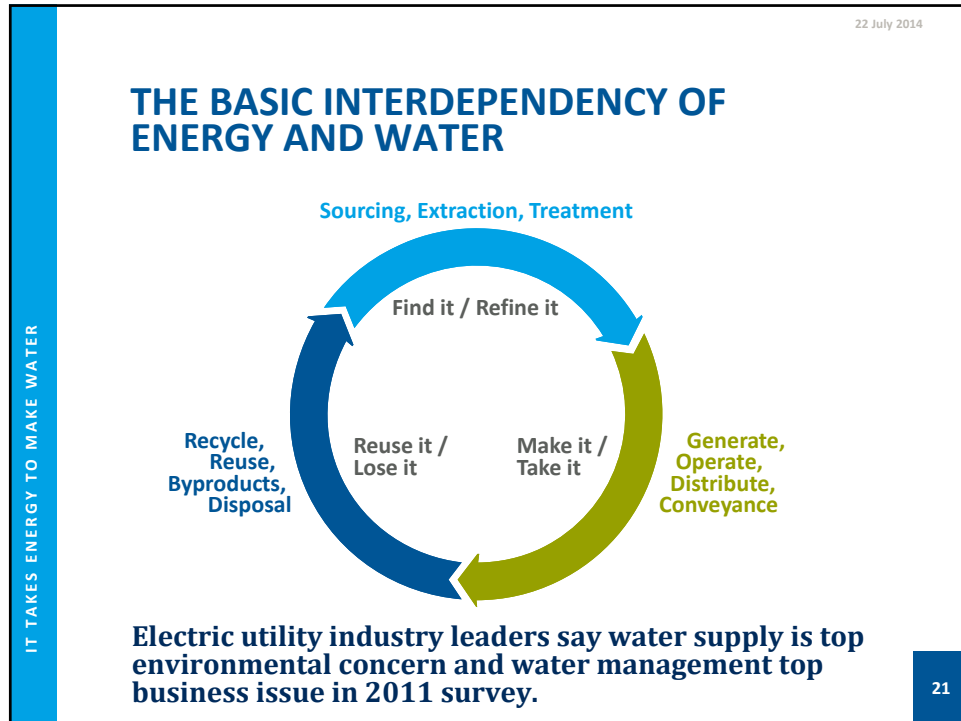 22 July 2014
THE BASIC INTERDEPENDENCY OF
ENERGY AND WATER
Sourcing, Extraction, Treatment
Find it / Refine it
Recycle,
Reuse,
Byproducts,
Disposal
Reuse it /
Lose it
Make it /
Take it
Generate,
Operate,
Distribute,
Conveyance
IT TAKES ENERGY TO MAKE WATER
Electric utility industry leaders say water supply is top
environmental concern and water management top
business issue in 2011 survey.
21